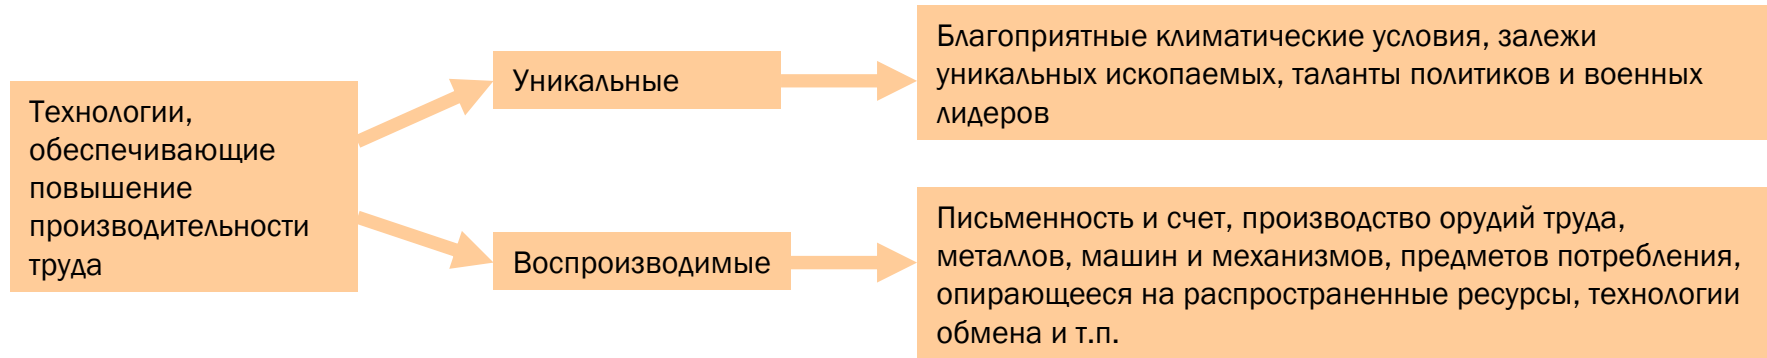 Технологии,
обеспечивающие
повышение
производительности
труда
Уникальные
Благоприятные климатические условия, залежи
уникальных ископаемых, таланты политиков и военных
лидеров
Воспроизводимые
Письменность и счет, производство орудий труда,
металлов, машин и механизмов, предметов потребления,
опирающееся на распространенные ресурсы, технологии
обмена и т.п.